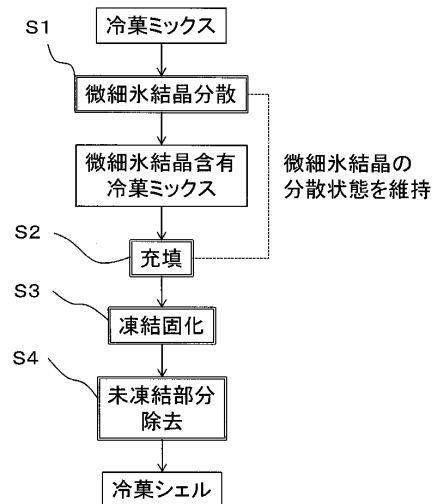 冷菓ミックス
S1
微細氷結晶分散
微細氷結晶含有
冷菓ミックス
微細氷結晶の
分散状態を維持
S2
充填
S3
凍結固化
S4
未凍結部分
除去
冷菓シェル